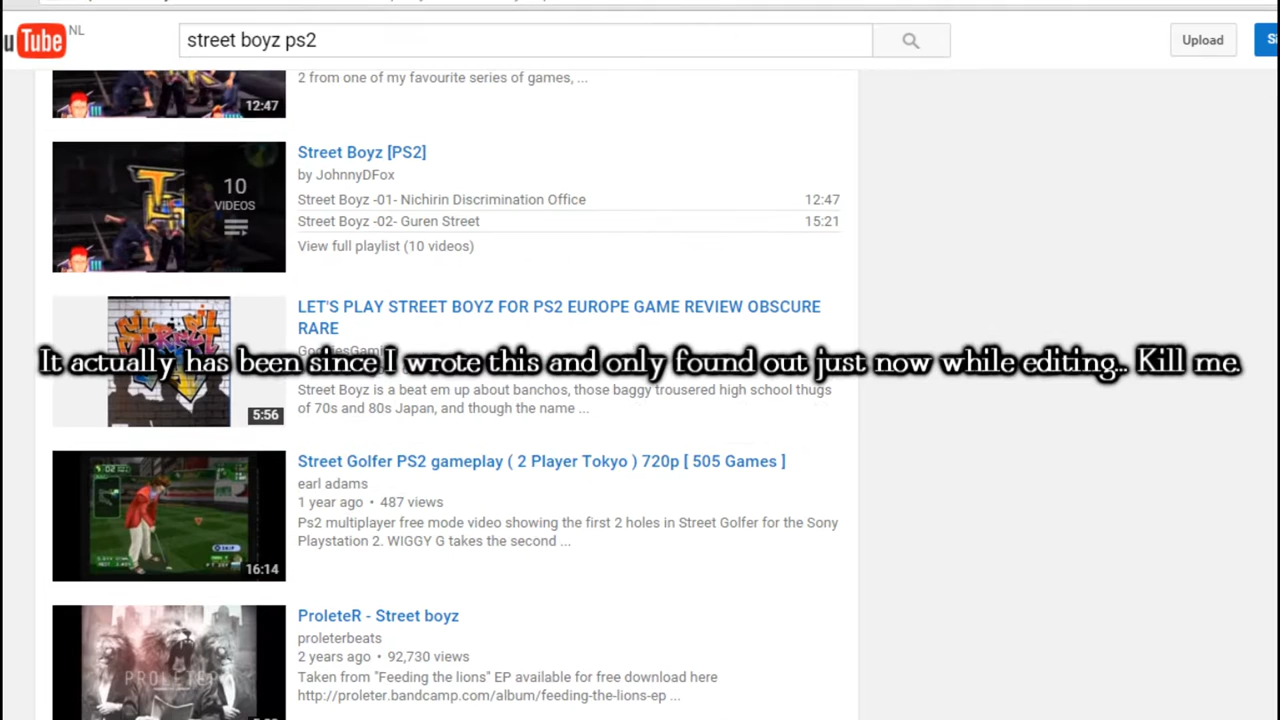 u Tube NL
street boyz ps2
Upload
2 from one of my favourite series of games, ...
12:47
Street Boyz [PS2]
by JohnnyDFox
10
VIDEOS
Street Boyz -01- Nichirin Discrimination Office 12:47
Street Boyz -02- Guren Street 15:21
View full playlist (10 videos)
LET'S PLAY STREET BOYZ FOR PS2 EUROPE GAME REVIEW OBSCURE
RARE
It actually has been since I wrote this and only found out just now while editing... Kill me.
Street Boyz is a beat em up about banchos, those baggy trousered high school thugs
of 70s and 80s Japan, and though the name ...
5:56
Street Golfer PS2 gameplay ( 2 Player Tokyo ) 720p [ 505 Games ]
earl adams
1 year ago • 487 views
Ps2 multiplayer free mode video showing the first 2 holes in Street Golfer for the Sony
Playstation 2. WIGGY G takes the second ...
16:14
ProleteR - Street boyz
proleterbeats
2 years ago • 92,730 views
Taken from "Feeding the lions" EP available for free download here
http://proleter.bandcamp.com/album/feeding-the-lions-ep ...
PROLETER